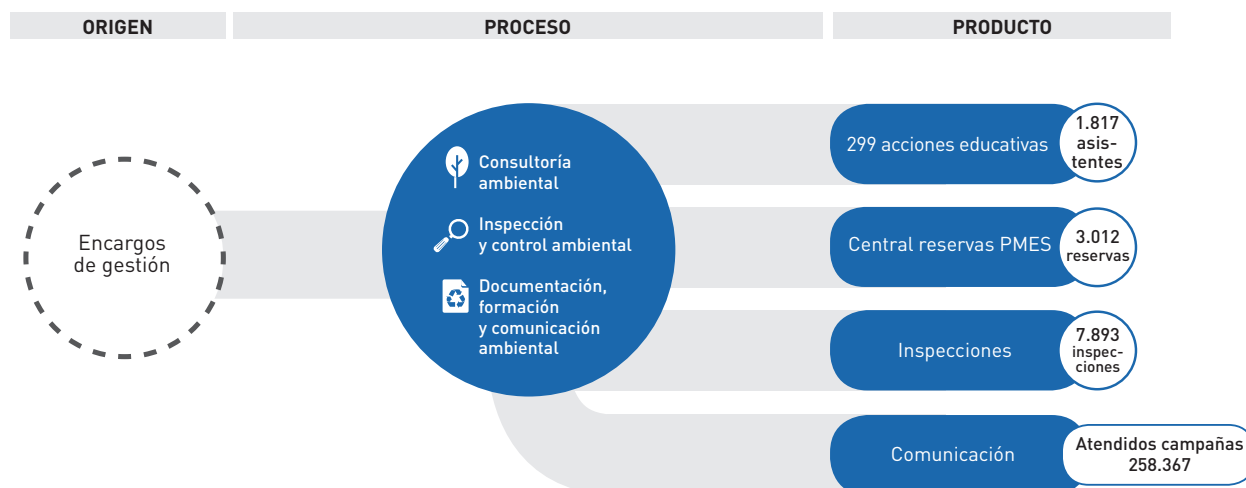 ORIGEN
PROCESO
PRODUCTO
Encargos
de gestión
Consultoría
ambiental
Inspección
y control ambiental
Documentación,
formación
y comunicación
ambiental
299 acciones educativas
1.817
asis-
tentes
Central reservas PMES
3.012
reservas
Inspecciones
7.893
inspec-
ciones
Comunicación
Atendidos campañas
258.367